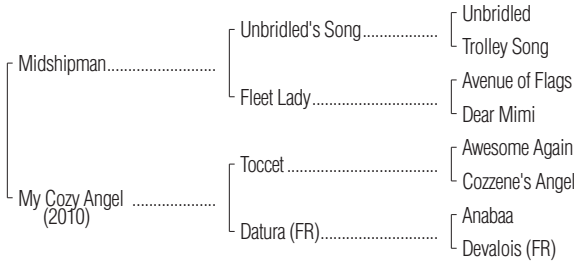 Unbridled
Unbridled's Song
Trolley Song
Midshipman
Avenue of Flags
Fleet Lady
Dear Mimi
Awesome Again
Toccet
Cozzene's Angel
My Cozy Angel
(2010)
Anabaa
Datura (FR)
Devalois (FR)